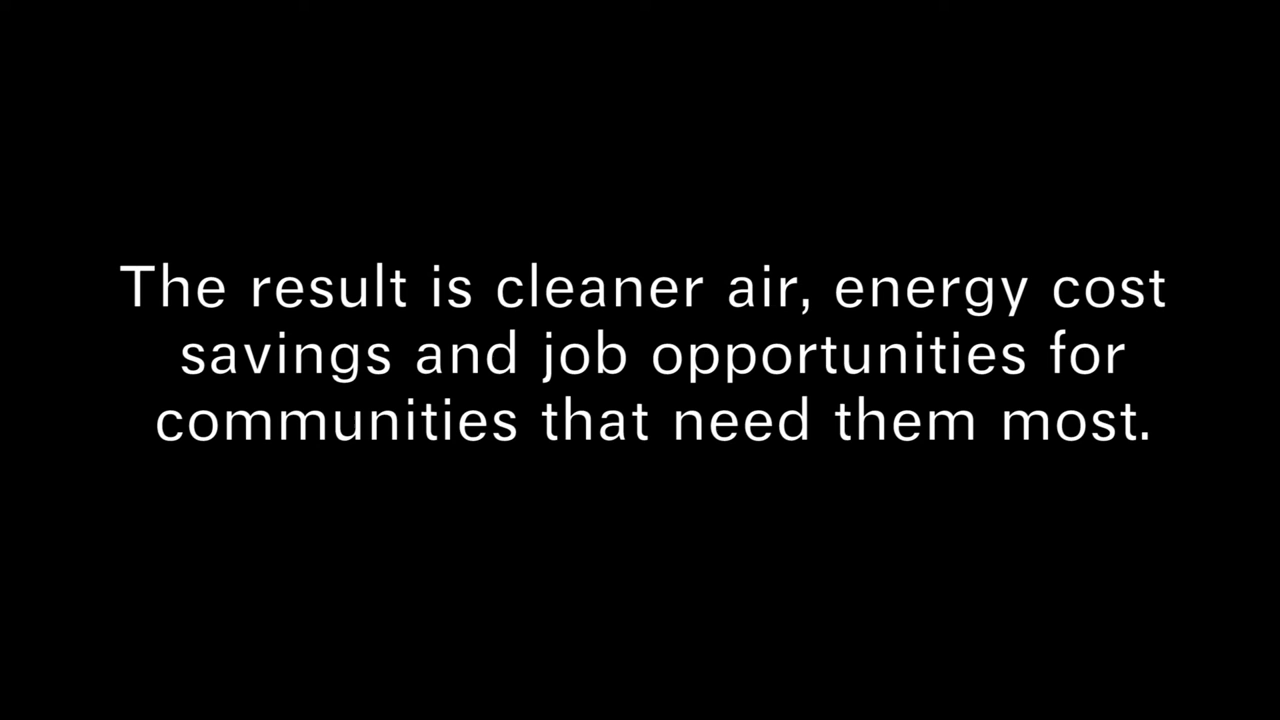 The result is cleaner air, energy cost
savings and job opportunities for
communities that need them most.